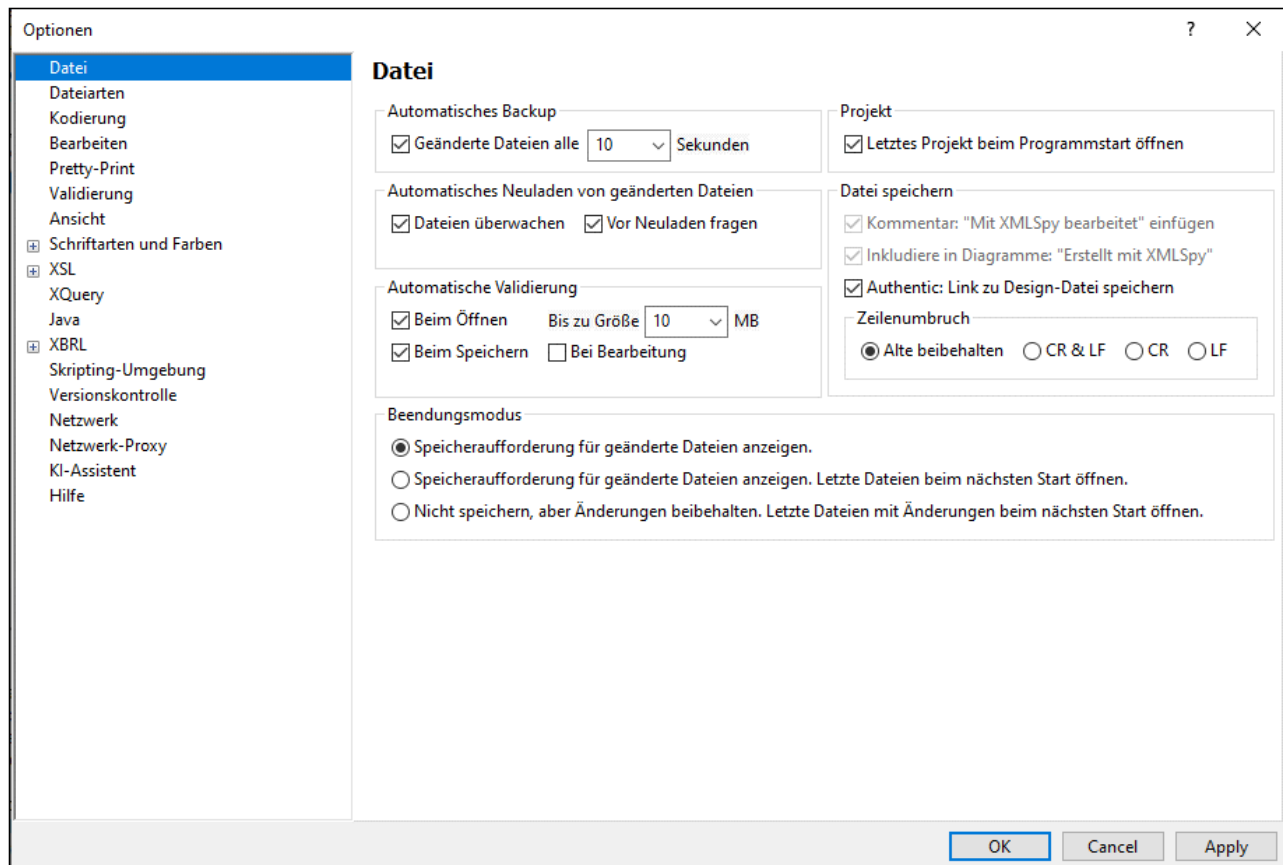 Optionen
?
Datei
Dateiarten
Kodierung
Bearbeiten
Pretty-Print
Validierung
Ansicht
Schriftarten und Farben
XSL
XQuery
Java
XBRL
Skripting-Umgebung
Versionskontrolle
Netzwerk
Netzwerk-Proxy
KI-Assistent
Hilfe
Datei
Automatisches Backup
Geänderte Dateien alle 10 Sekunden
Automatisches Neuladen von geänderten Dateien
Dateien überwachen Vor Neuladen fragen
Automatische Validierung
Beim Öffnen Bis zu Größe 10 MB
Beim Speichern Bei Bearbeitung
Projekt
Letztes Projekt beim Programmstart öffnen
Datei speichern
Kommentar: "Mit XMLSpy bearbeitet" einfügen
Inkludiere in Diagramme: "Erstellt mit XMLSpy"
Authentic: Link zu Design-Datei speichern
Zeilenumbruch
Alte beibehalten CR & LF CR LF
Beendungsmodus
Speicheraufforderung für geänderte Dateien anzeigen.
Speicheraufforderung für geänderte Dateien anzeigen. Letzte Dateien beim nächsten Start öffnen.
Nicht speichern, aber Änderungen beibehalten. Letzte Dateien mit Änderungen beim nächsten Start öffnen.
OK Cancel Apply